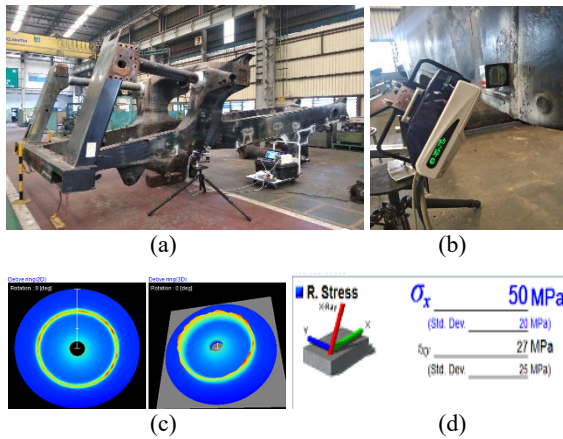 (a)
(b)
Debye ring(2D)
Rotation : 0 [deg]
Debye ring(3D)
Rotation : 0 [deg]
R. Stress
X-Ray
Y
X
σx 50 MPa
(Std. Dev. 20 MPa)
27 MPa
(Std. Dev. 25 MPa)
(c)
(d)